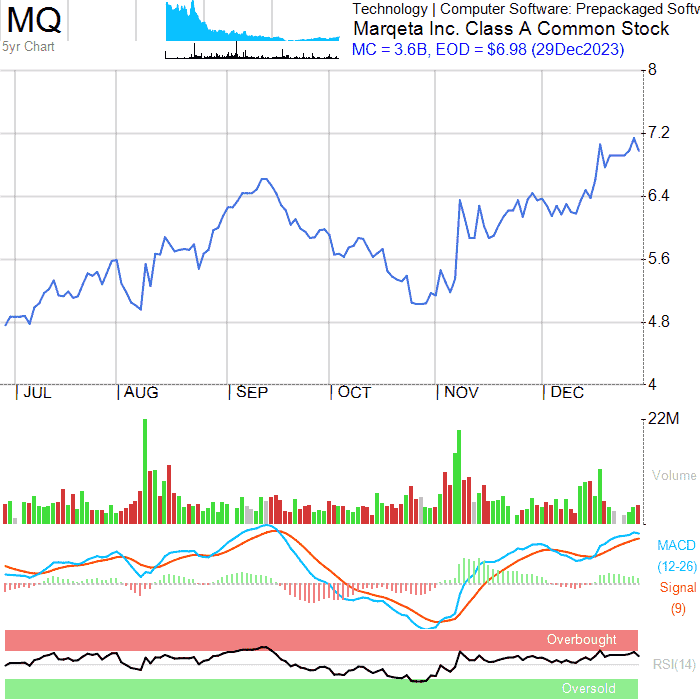 MQ
5yr Chart
Technology | Computer Software: Prepackaged Softw
Marqeta Inc. Class A Common Stock
MC = 3.6B, EOD = $6.98 (29Dec2023)
8
7.2
6.4
5.6
4.8
4
JUL AUG SEP OCT NOV DEC
22M
Volume
MACD
(12-26)
Signal
(9)
Overbought
RSI(14)
Oversold